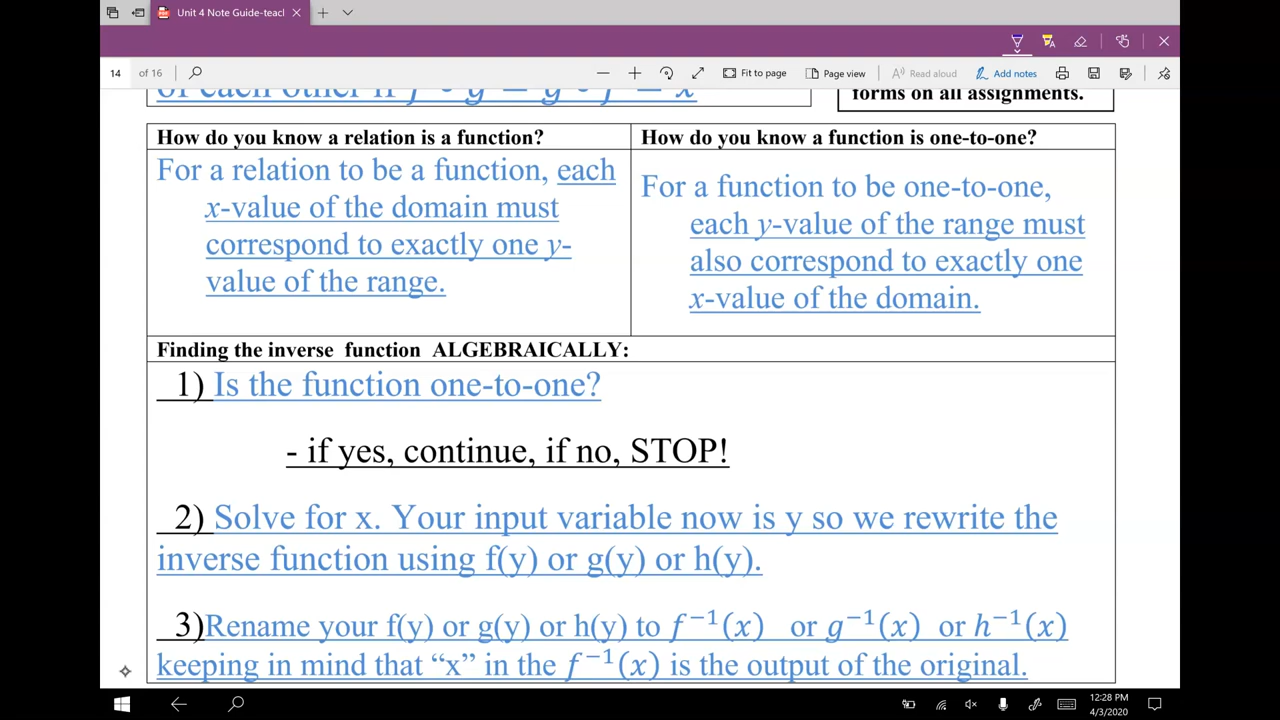 Unit 4 Note Guide-teacl
14 of 16
Fit to page
Page view
Read aloud
Add notes
of each other if f ∘ g = g ∘ f = x
forms on all assignments.
How do you know a relation is a function?
For a relation to be a function, each
x-value of the domain must
correspond to exactly one y-
value of the range.
How do you know a function is one-to-one?
For a function to be one-to-one,
each y-value of the range must
also correspond to exactly one
x-value of the domain.
Finding the inverse function ALGEBRAICALLY:
1) Is the function one-to-one?
- if yes, continue, if no, STOP!
2) Solve for x. Your input variable now is y so we rewrite the
inverse function using f(y) or g(y) or h(y).
3)Rename your f(y) or g(y) or h(y) to f⁻¹(x) or g⁻¹(x) or h⁻¹(x)
keeping in mind that “x” in the f⁻¹(x) is the output of the original.
12:28 PM
4/3/2020